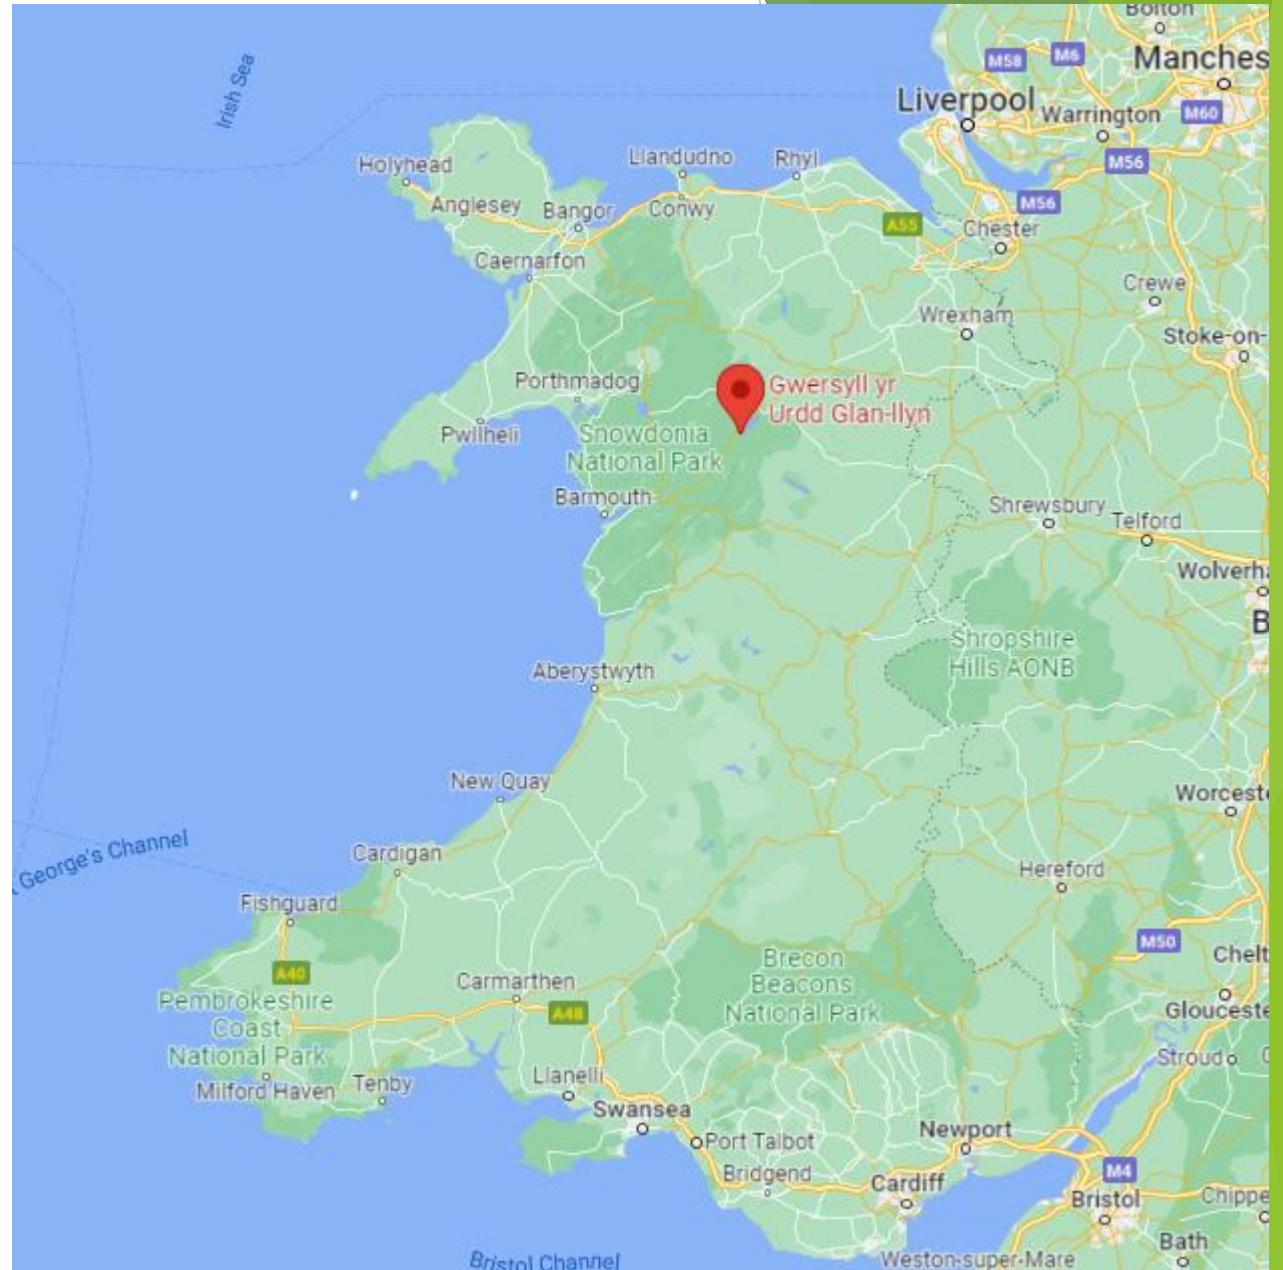 Bolton
Manches
M6
M58
Liverpool
Warrington
M60
Irish Sea
M56
Holyhead
Llandudno
Rhyl
M56
Anglesey
Bangor
Conwy
A55
Chester
Caernarfon
Crewe
Wrexham
Stoke-on-
Porthmadog
Gwersyll yr
Urdd Glan-llyn
Pwllheli
Snowdonia
National Park
Barmouth
Shrewsbury
Telford
Wolverha
B
Shropshire
Hills AONB
Aberystwyth
New Quay
Worceste
George's Channel
Cardigan
Hereford
Fishguard
M50
Chelt
Brecon
Beacons
National Park
A40
Carmarthen
A48
Pembrokeshire
Coast
National Park
Glouceste
Stroud
Milford Haven
Tenby
Llanelli
Swansea
Port Talbot
Newport
Bridgend
Cardiff
M4
Bristol
Chippe
Bath
Bristol Channel
Weston-super-Mare